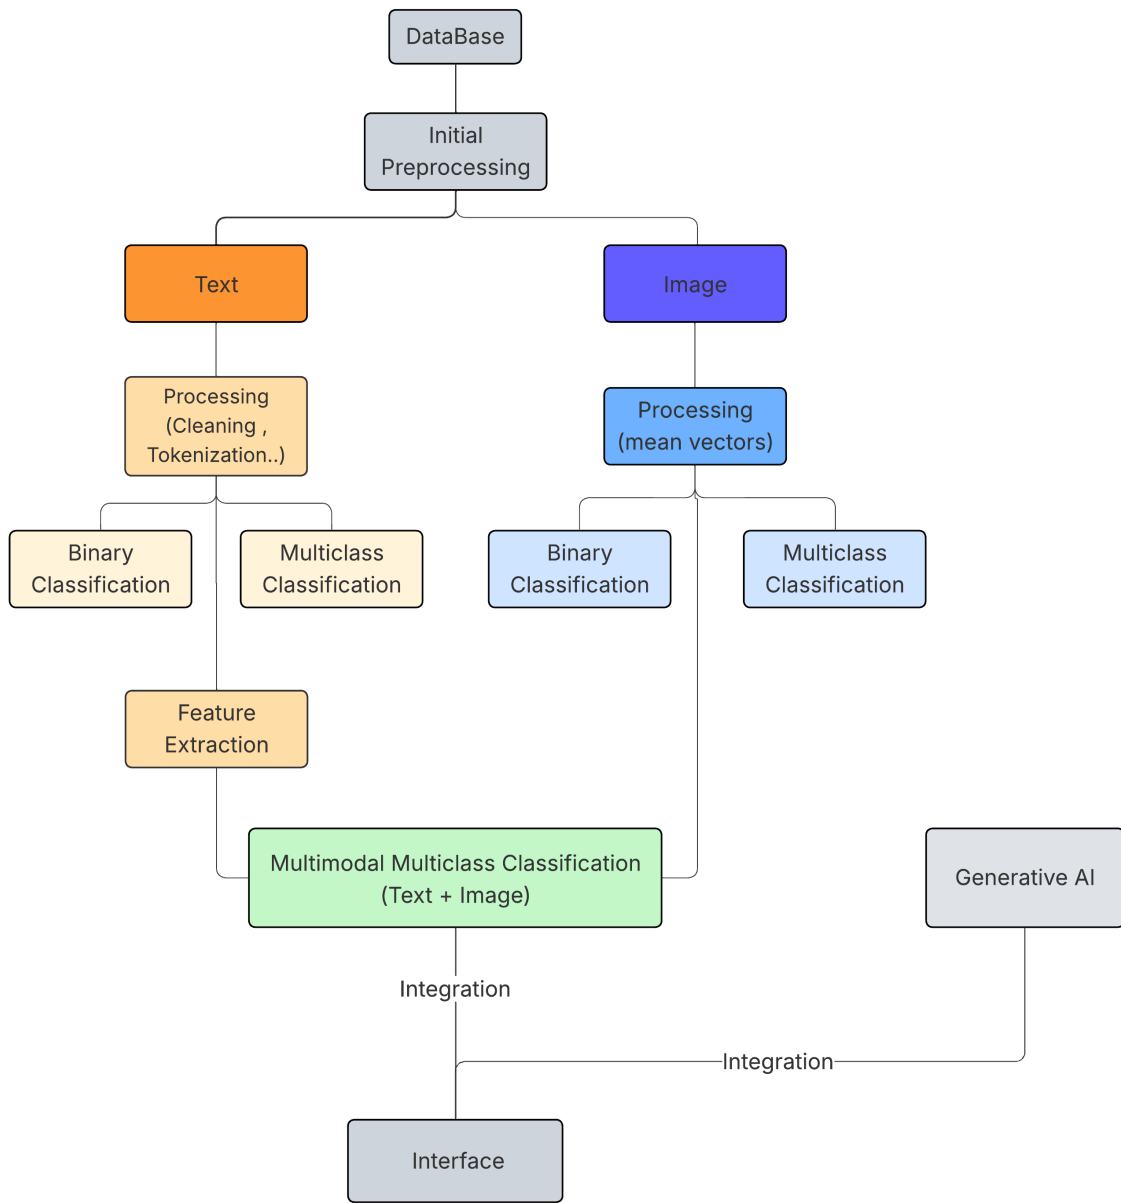 DataBase
Initial
Preprocessing
Text
Image
Processing
(Cleaning ,
Tokenization..)
Processing
(mean vectors)
Binary
Classification
Multiclass
Classification
Binary
Classification
Multiclass
Classification
Feature
Extraction
Multimodal Multiclass Classification
(Text + Image)
Generative AI
Integration
Integration
Interface